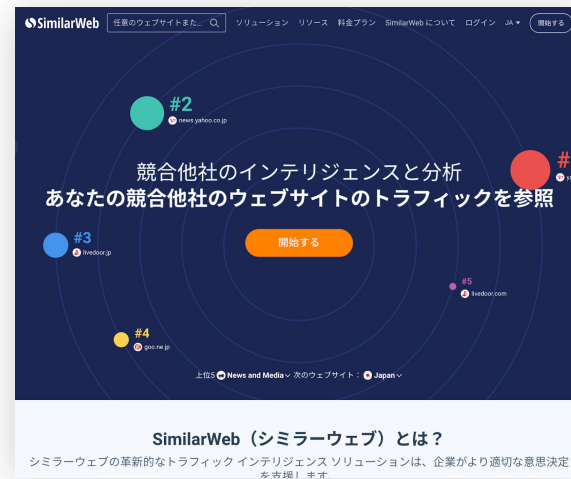 SimilarWeb 任意のウェブサイトまた... ソリューション リソース 料金プラン SimilarWeb について ログイン JA 開始する
#2
news.yahoo.co.jp
#
競合他社のインテリジェンスと分析
あなたの競合他社のウェブサイトのトラフィックを参照
#3
livedoor.jp
開始する
#5
livedoor.com
#4
goo.ne.jp
上位5 News and Media 次のウェブサイト： Japan
SimilarWeb（シミラーウェブ）とは？
シミラーウェブの革新的なトラフィック インテリジェンス ソリューションは、企業がより適切な意思決定
を支援します。